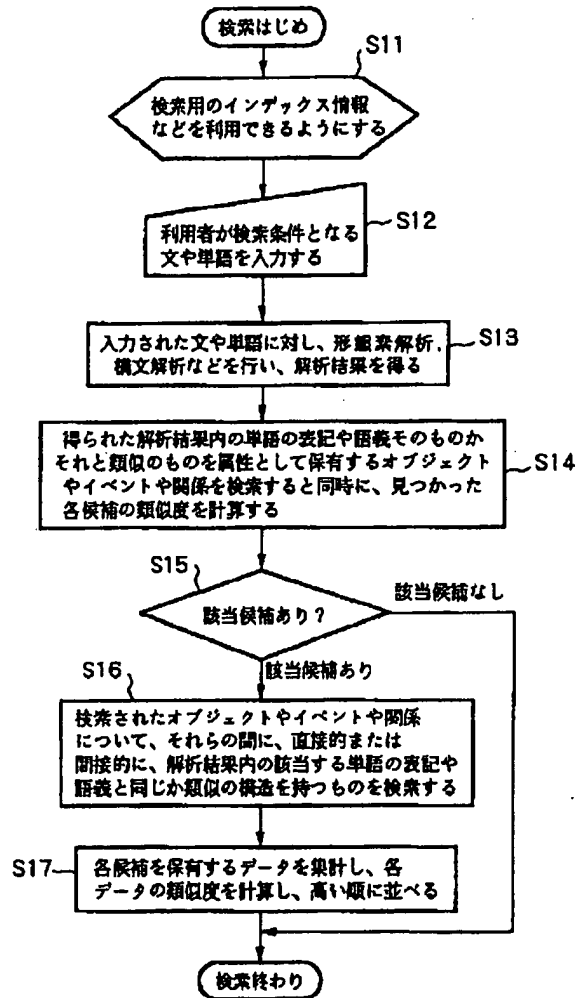 検索はじめ
S11
検索用のインデックス情報
などを利用できるようにする
S12
利用者が検索条件となる
文や単語を入力する
入力された文や単語に対し、形態素解析,
構文解析などを行い、解析結果を得る
S13
得られた解析結果内の単語の表記や語義そのものか
それと類似のものを属性として保有するオブジェクト
やイベントや関係を検索すると同時に、見つかった
各候補の類似度を計算する
S14
S15
該当候補あり?
該当候補なし
該当候補あり
S16
検索されたオブジェクトやイベントや関係
について、それらの間に、直接的または
間接的に、解析結果内の該当する単語の表記や
語義と同じか類似の構造を持つものを検索する
S17
各候補を保有するデータを集計し、各
データの類似度を計算し、高い順に並べる
検索終わり